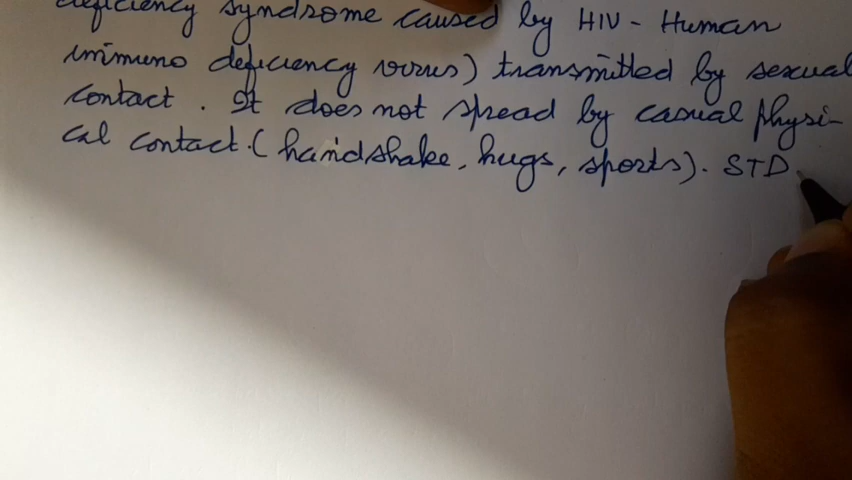 deficiency syndrome caused by HIV - Human
immuno deficiency virus) transmitted by sexual
contact. It does not spread by casual physi-
cal contact. (handshake, hugs, sports). STD